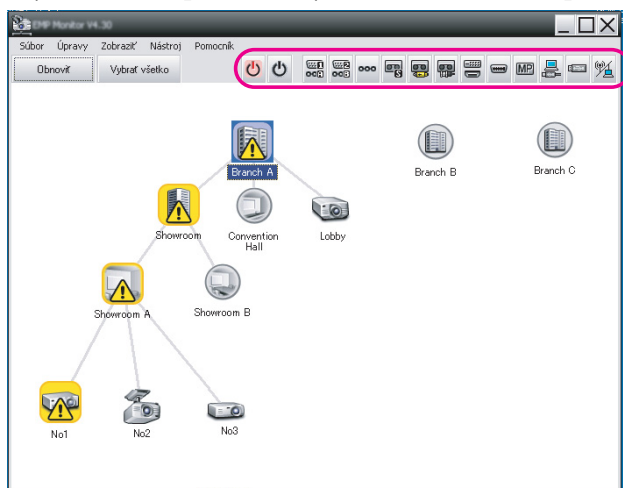 EMP Monitor V4.30
Súbor Úpravy Zobraziť Nástroj Pomocník
Obnoviť Vybrať všetko MP
Branch A
Branch B
Branch C
Showroom
Convention
Hall
Lobby
Showroom A
Showroom B
No1
No2
No3